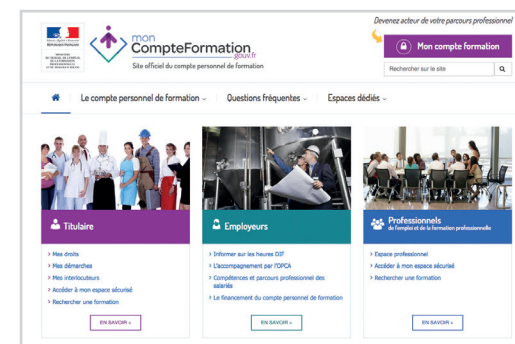 Devenez acteur de votre parcours professionnel
mon
CompteFormation
.gouv.fr
Site officiel du compte personnel de formation
Mon compte formation
Rechercher sur le site
Le compte personnel de formation
Questions fréquentes
Espaces dédiés
Titulaire
> Mes droits
> Mes démarches
> Mes interlocuteurs
> Accéder à mon espace sécurisé
> Rechercher une formation
EN SAVOIR »
Employeurs
> Informer sur les heures DIF
> L'accompagnement par l'OPCA
> Compétences et parcours professionnel des
salariés
> Le financement du compte personnel de formation
EN SAVOIR »
Professionnels
de l'emploi et de la formation professionnelle
> Espace professionnel
> Accéder à mon espace sécurisé
> Rechercher une formation
EN SAVOIR »